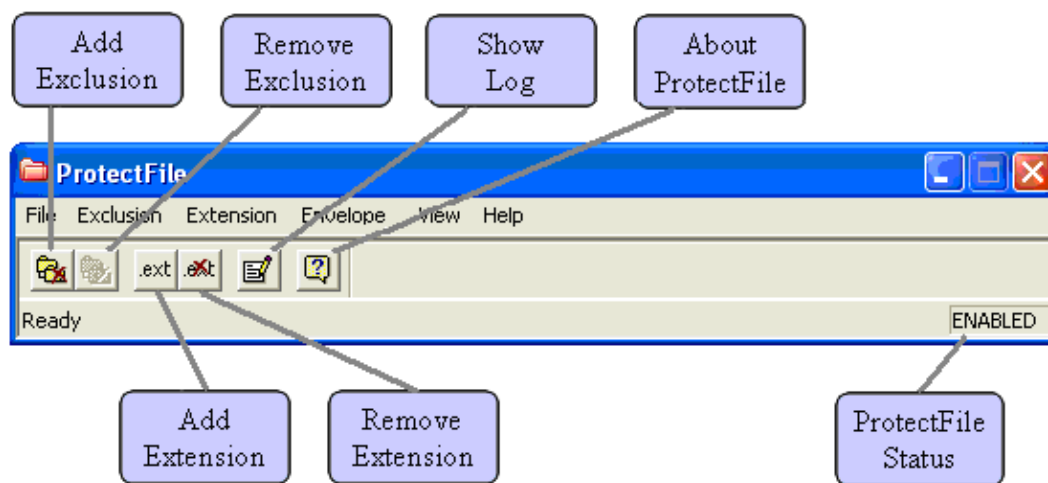 Add
Exclusion
Remove
Exclusion
Show
Log
About
ProtectFile
ProtectFile
File Exclusion Extension Envelope View Help
.ext .ext
Ready
ENABLED
Add
Extension
Remove
Extension
ProtectFile
Status